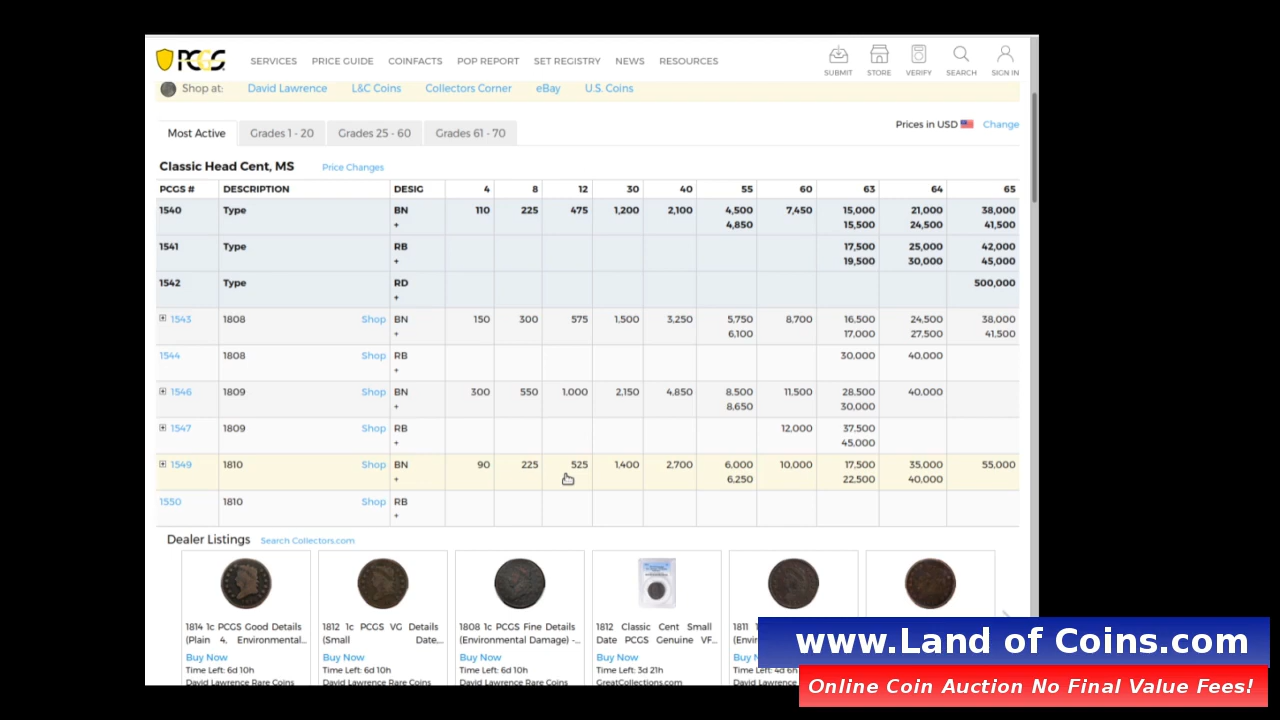 PCGS SERVICES PRICE GUIDE COINFACTS POP REPORT SET REGISTRY NEWS RESOURCES SUBMIT STORE VERIFY SEARCH SIGN IN
Shop at: David Lawrence L&C Coins Collectors Corner eBay U.S. Coins
Prices in USD Change
Most Active Grades 1 - 20 Grades 25 - 60 Grades 61 - 70
Classic Head Cent, MS Price Changes
PCGS # DESCRIPTION DESIG 4 8 12 30 40 55 60 63 64 65
1540 Type BN 110 225 475 1,200 2,100 4,500 7,450 15,000 21,000 38,000
+ 4,850 15,500 24,500 41,500
1541 Type RB 17,500 25,000 42,000
+ 19,500 30,000 45,000
1542 Type RD 500,000
+
1543 1808 Shop BN 150 300 575 1,500 3,250 5,750 8,700 16,500 24,500 38,000
+ 6,100 17,000 27,500 41,500
1544 1808 Shop RB 30,000 40,000
+
1546 1809 Shop BN 300 550 1,000 2,150 4,850 8,500 11,500 28,500 40,000
+ 8,650 30,000
1547 1809 Shop RB 12,000 37,500
+ 45,000
1549 1810 Shop BN 90 225 525 1,400 2,700 6,000 10,000 17,500 35,000 55,000
+ 6,250 22,500 40,000
1550 1810 Shop RB
+
Dealer Listings Search Collectors.com
1814 1c PCGS Good Details 1812 1c PCGS VG Details 1808 1c PCGS Fine Details 1812 Classic Cent Small 1811
(Plain 4, Environmental... (Small Date,... (Environmental Damage) -... Date PCGS Genuine VF...
Buy Now Buy Now Buy Now Buy Now
Time Left: 6d 10h Time Left: 6d 10h Time Left: 6d 10h Time Left: 3d 21h
David Lawrence Rare Coins David Lawrence Rare Coins David Lawrence Rare Coins GreatCollections.com David Lawrence
www.Land of Coins.com
Online Coin Auction No Final Value Fees!